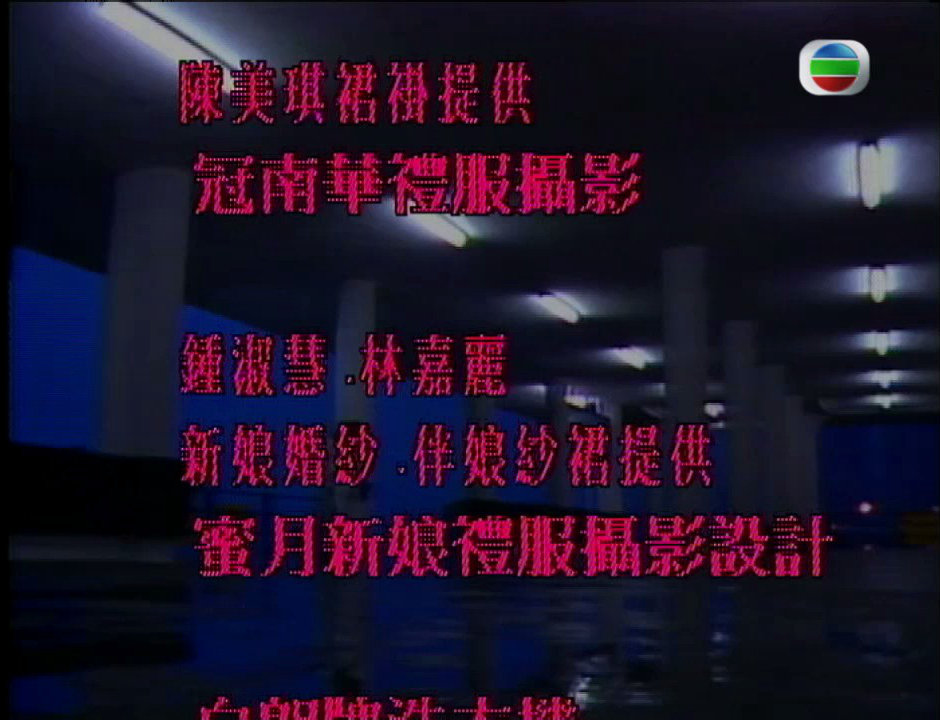 陳美琪裙褂提供
冠南華禮服攝影
鍾淑慧.林嘉麗
新娘婚紗.伴娘紗裙提供
蜜月新娘禮服攝影設計